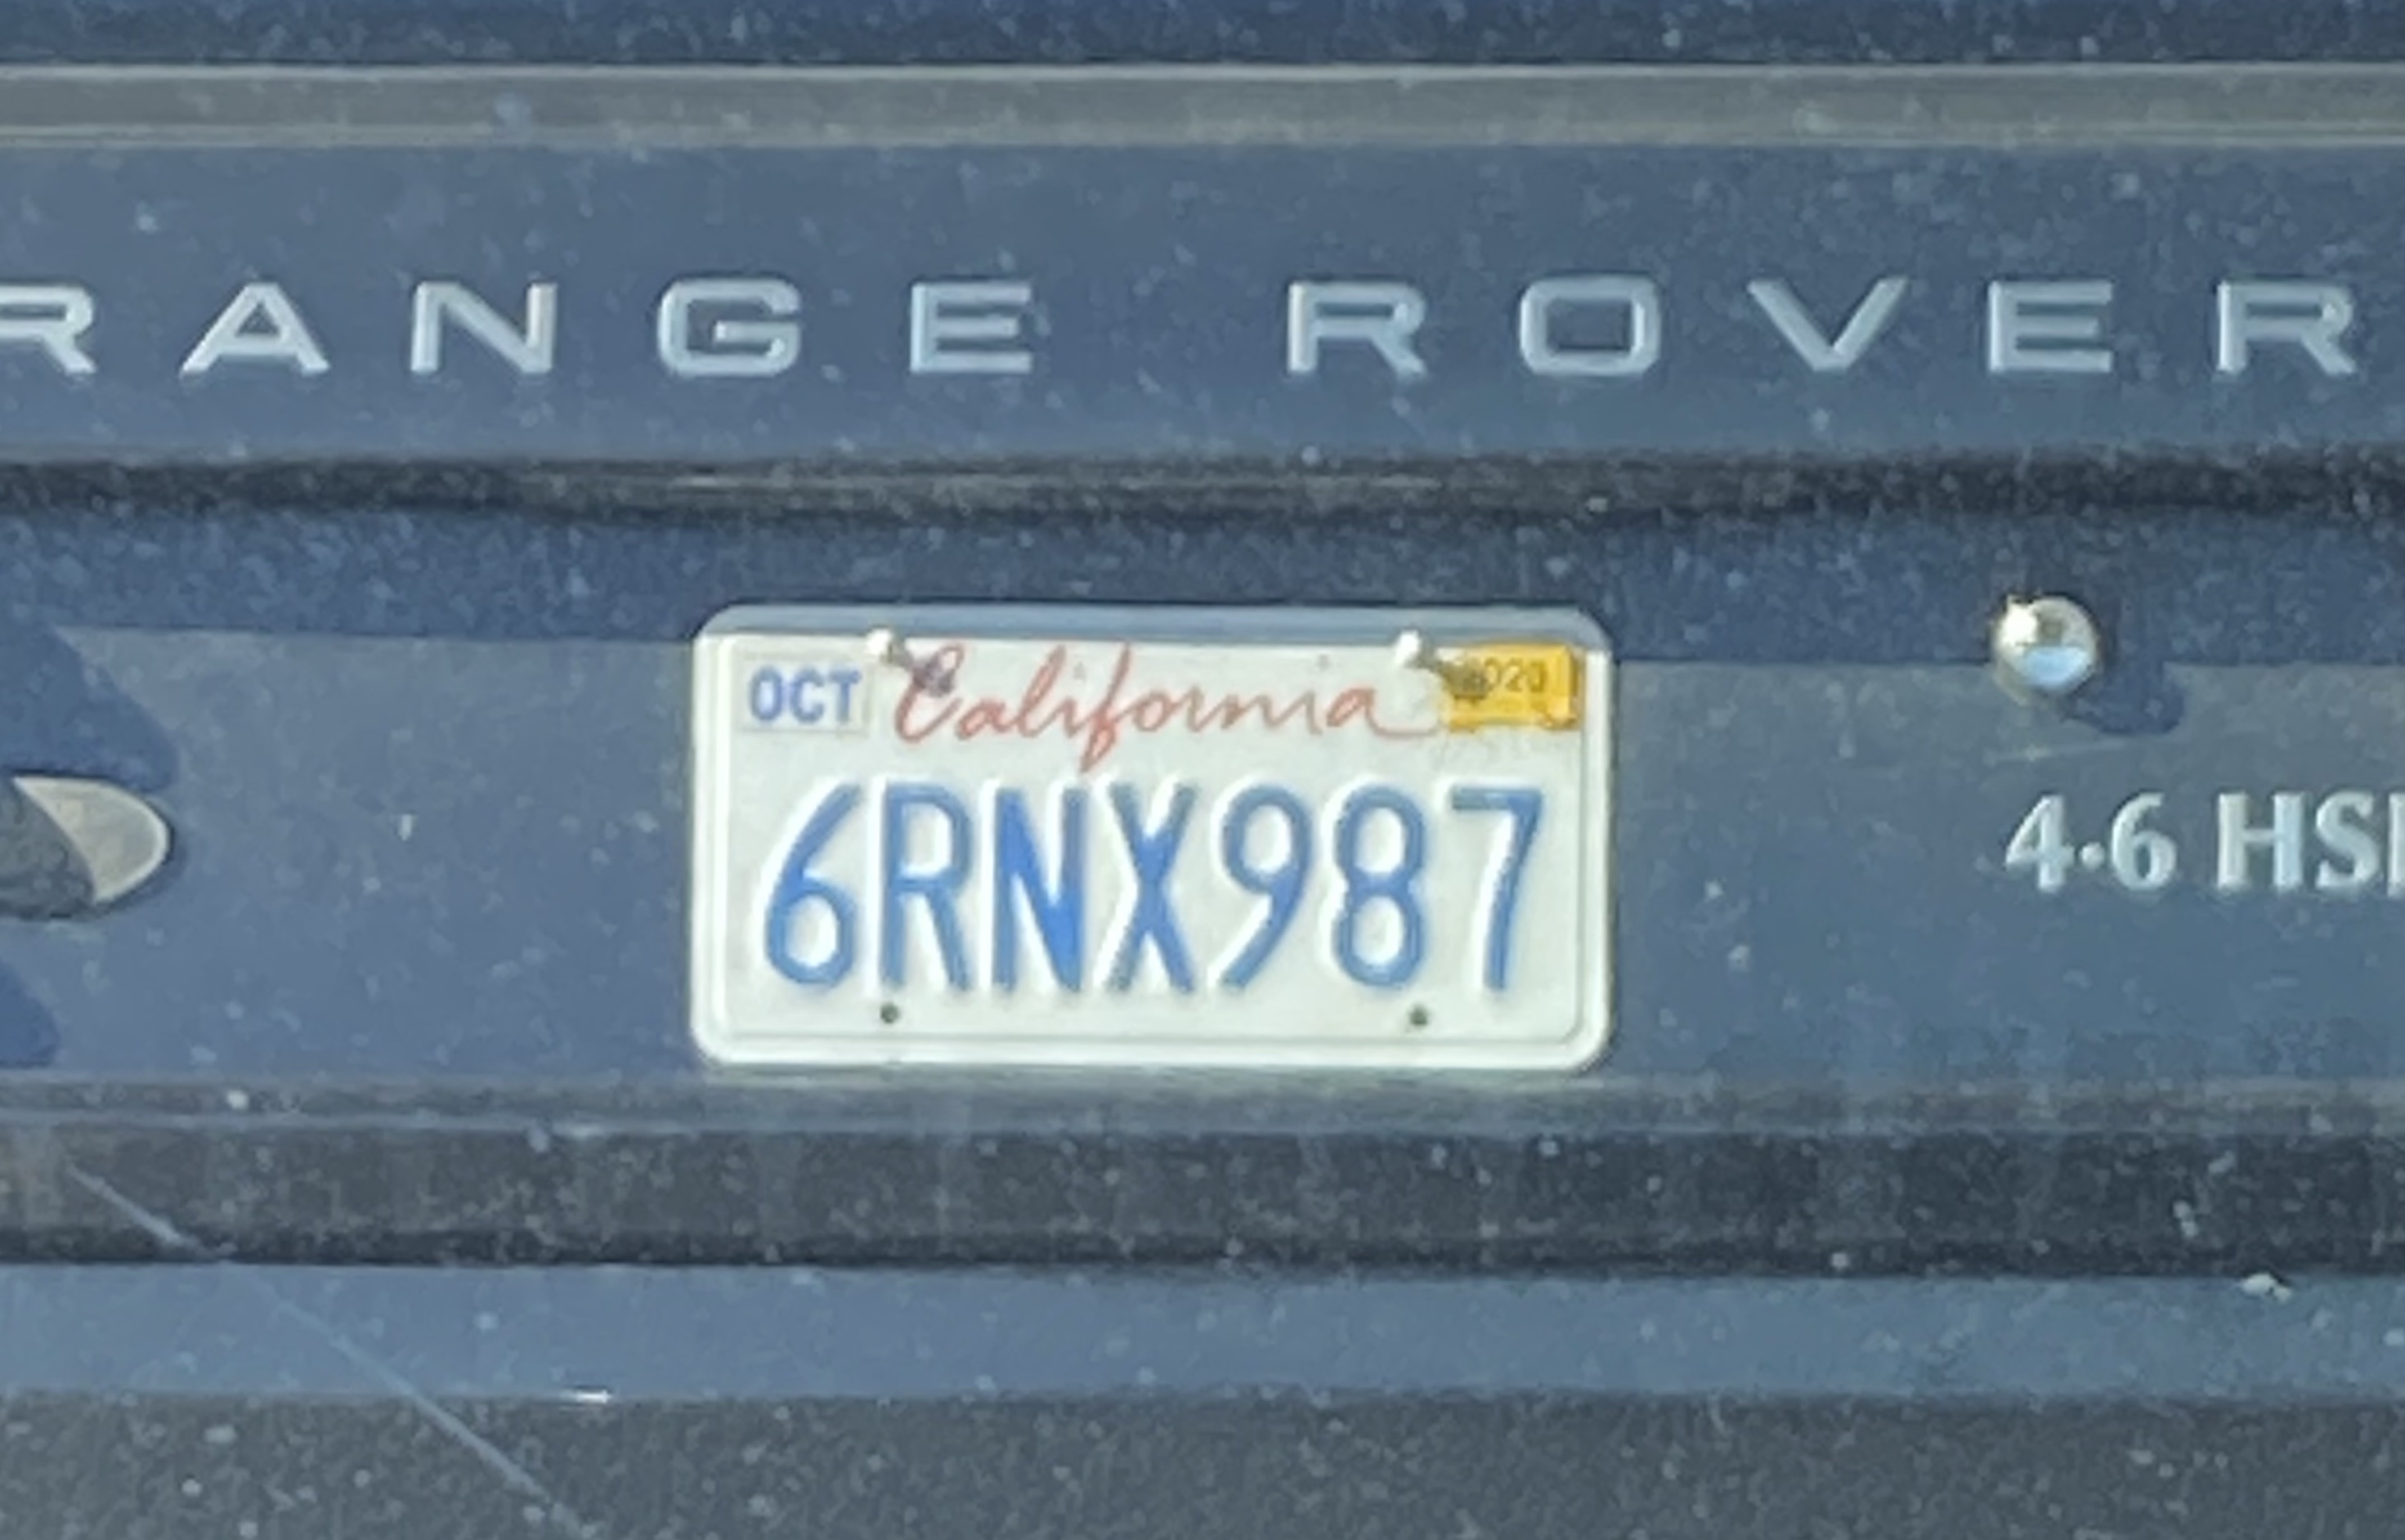 RANGE ROVER
OCT California 2020
6RNX987
4.6 HSE